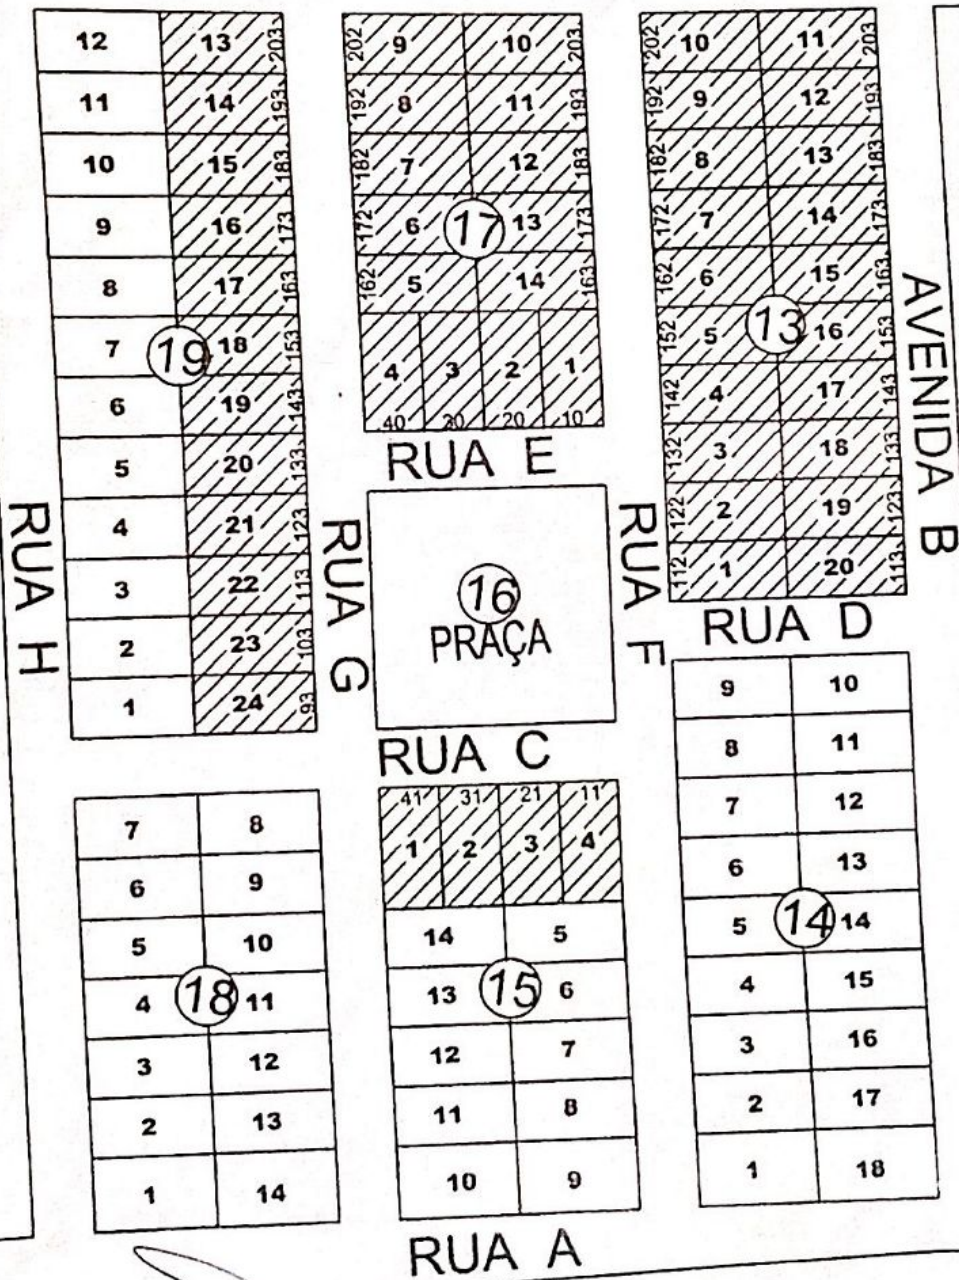 12 13 203
11 14 193
10 15 183
9 16 173
8 17 163
7 18 153
19
6 19 143
5 20 133
4 21 123
3 22 113
2 23 103
1 24 93
202 9 10 203
192 8 11 193
182 7 12 183
172 6 13 173
17
162 5 14 163
4 3 2 1
40 30 20 10
202 10 11 203
192 9 12 193
182 8 13 183
172 7 14 173
162 6 15 163
152 5 16 153
13
142 4 17 143
132 3 18 133
122 2 19 123
112 1 20 113
RUA H
RUA G
RUA E
16
PRAÇA
RUA C
RUA F
RUA D
AVENIDA B
7 8
6 9
5 10
4 11
18
3 12
2 13
1 14
41 31 21 11
1 2 3 4
14 5
13 6
15
12 7
11 8
10 9
9 10
8 11
7 12
6 13
5 14
14
4 15
3 16
2 17
1 18
RUA A